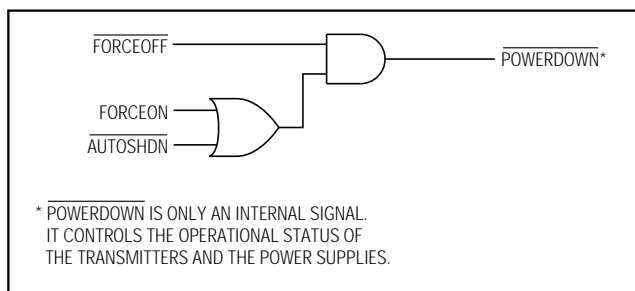 FORCEOFF
POWERDOWN*
FORCEON
AUTOSHDN
* POWERDOWN IS ONLY AN INTERNAL SIGNAL.
IT CONTROLS THE OPERATIONAL STATUS OF
THE TRANSMITTERS AND THE POWER SUPPLIES.